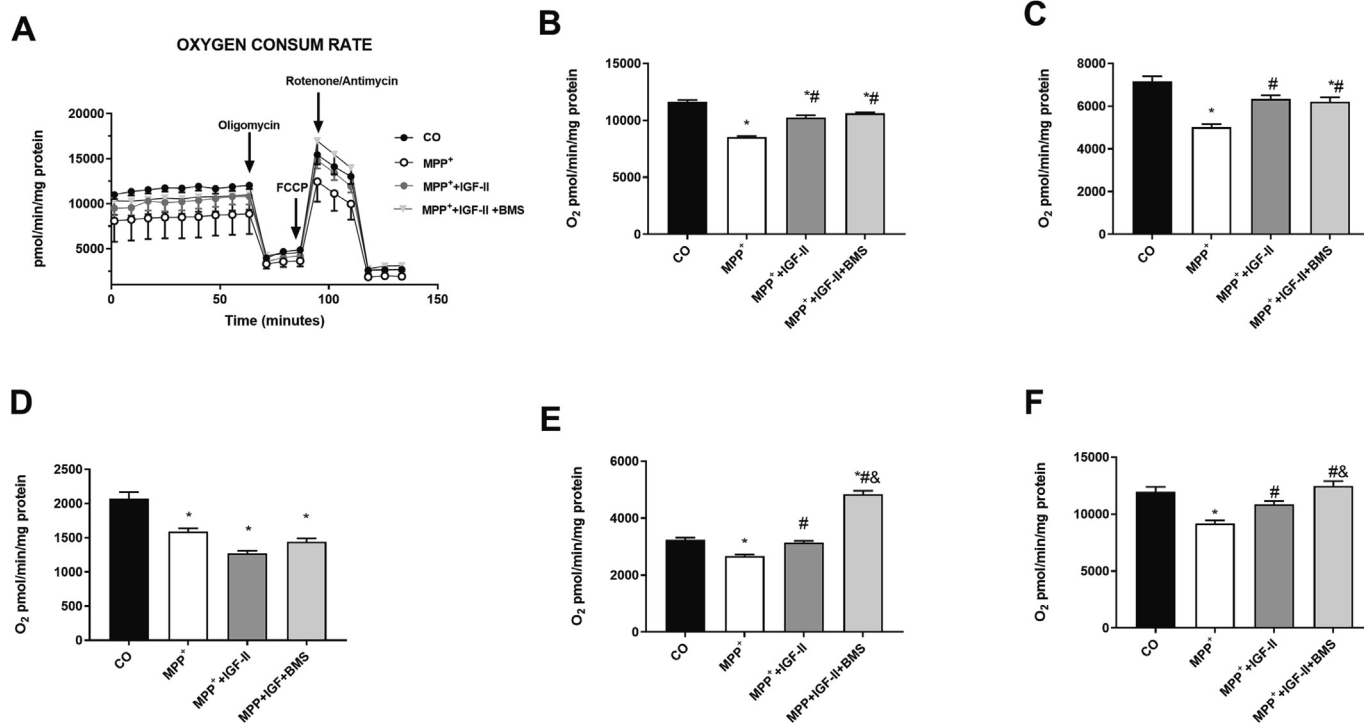 A
OXYGEN CONSUM RATE
pmol/min/mg protein
20000
15000
10000
5000
0
50
100
150
Time (minutes)
Oligomycin
FCCP
Rotenone/Antimycin
CO
MPP⁺
MPP⁺+IGF-II
MPP⁺+IGF-II +BMS
B
O₂ pmol/min/mg protein
15000
10000
5000
0
*
*#
*#
CO
MPP⁺
MPP⁺+IGF-II
MPP⁺+IGF-II+BMS
C
O₂ pmol/min/mg protein
8000
6000
4000
2000
0
*
#
*#
CO
MPP⁺
MPP⁺+IGF-II
MPP⁺+IGF-II+BMS
D
O₂ pmol/min/mg protein
2500
2000
1500
1000
500
0
*
*
*
CO
MPP⁺
MPP⁺+IGF-II
MPP+IGF+BMS
E
O₂ pmol/min/mg protein
6000
4000
2000
0
*
#
*#&
CO
MPP⁺
MPP⁺+IGF-II
MPP+IGF-II+BMS
F
O₂ pmol/min/mg protein
15000
10000
5000
0
*
#
#&
CO
MPP⁺
MPP⁺+IGF-II
MPP⁺+IGF-II+BMS